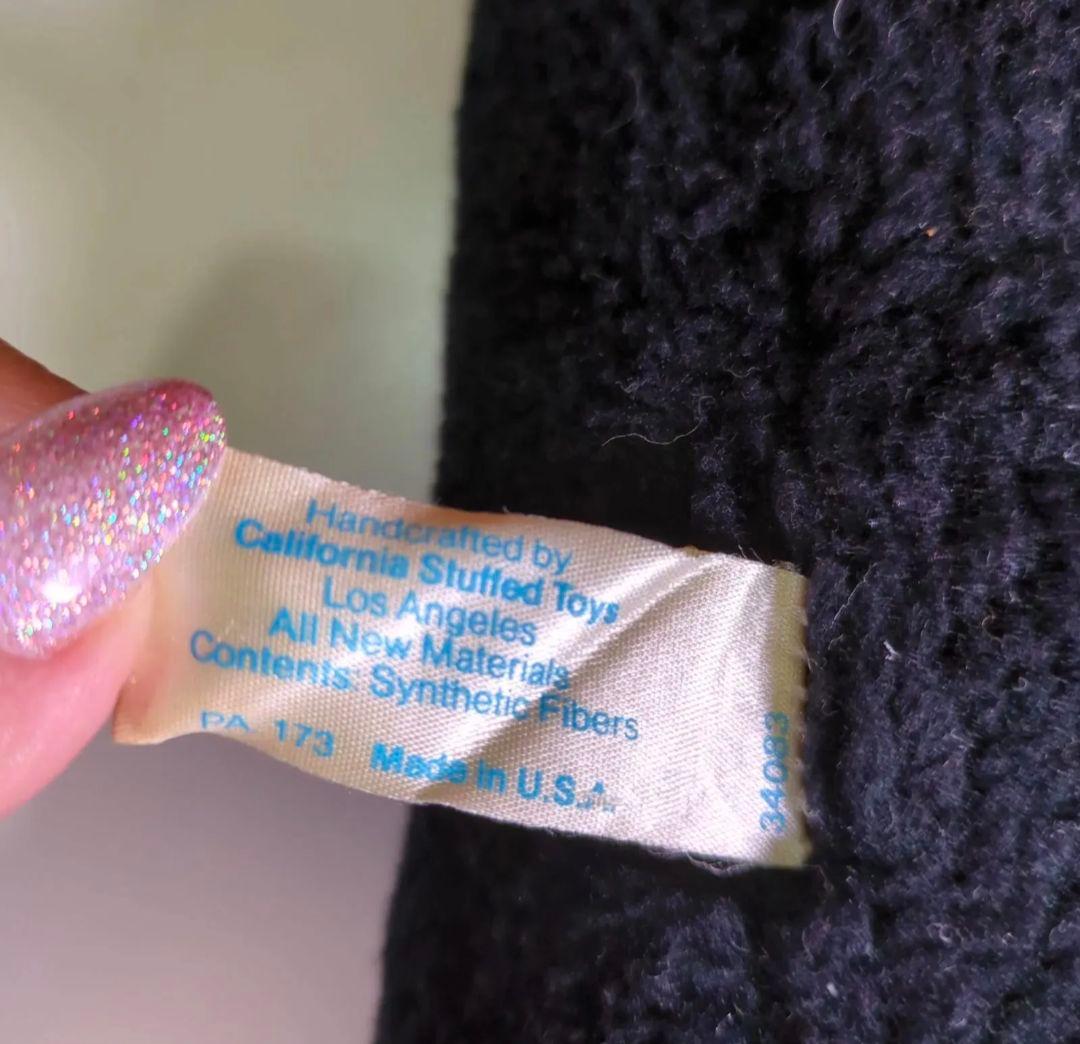 Handcrafted by
California Stuffed Toys
Los Angeles
All New Materials
Contents: Synthetic Fibers
PA 173 Made in U.S.A.
34083